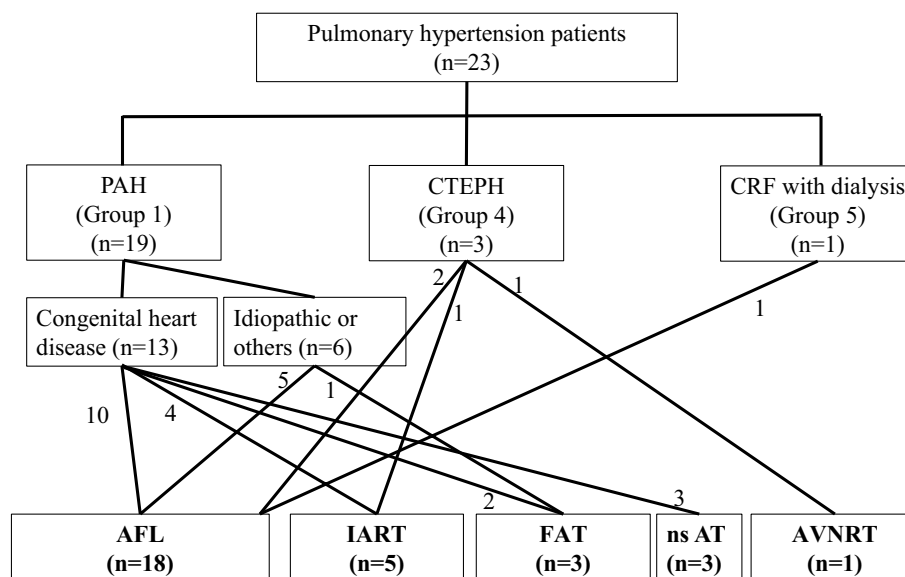 Pulmonary hypertension patients
(n=23)
PAH
(Group 1)
(n=19)
CTEPH
(Group 4)
(n=3)
CRF with dialysis
(Group 5)
(n=1)
2
1
1
1
Congenital heart
disease (n=13)
Idiopathic or
others (n=6)
10
4
5
1
2
3
AFL
(n=18)
IART
(n=5)
FAT
(n=3)
ns AT
(n=3)
AVNRT
(n=1)